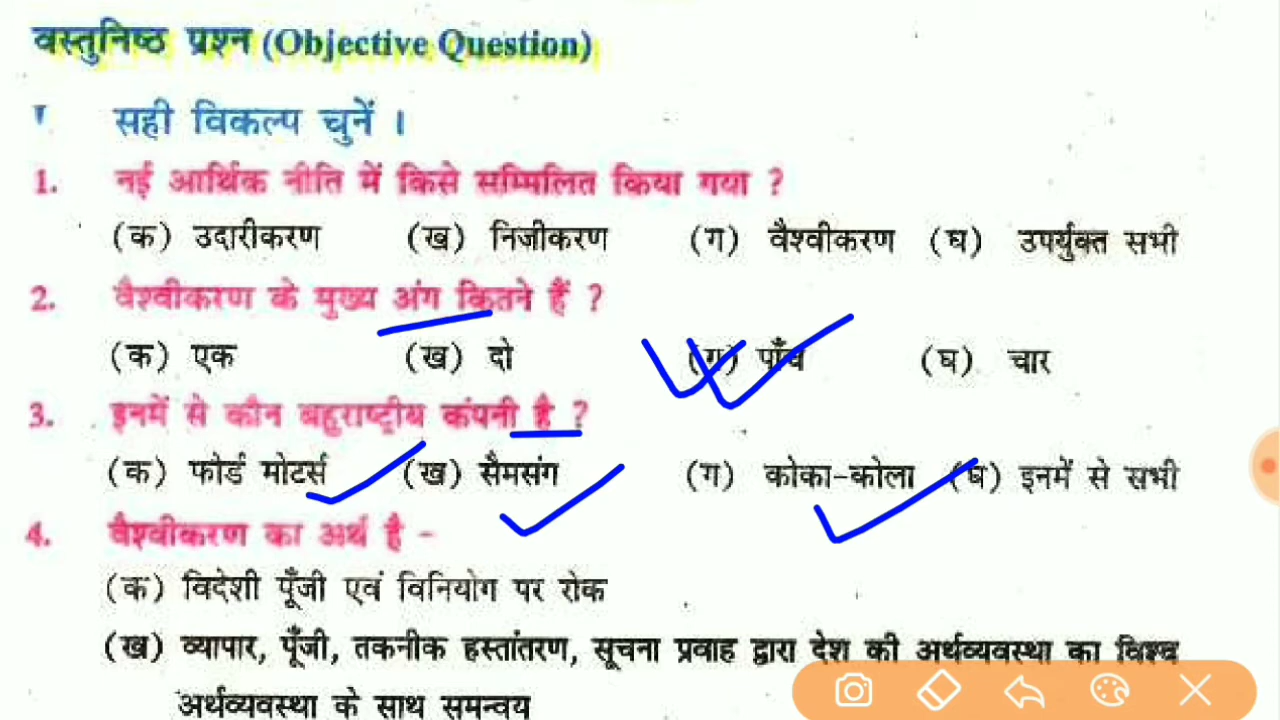 वस्तुनिष्ठ प्रश्न (Objective Question)
I सही विकल्प चुनें ।
1. नई आर्थिक नीति में किसे सम्मिलित किया गया ?
(क) उदारीकरण (ख) निजीकरण (ग) वैश्वीकरण (घ) उपर्युक्त सभी
2. वैश्वीकरण के मुख्य अंग कितने हैं ?
(क) एक (ख) दो (ग) पाँच (घ) चार
3. इनमें से कौन बहुराष्ट्रीय कंपनी है ?
(क) फोर्ड मोटर्स (ख) सैमसंग (ग) कोका-कोला (घ) इनमें से सभी
4. वैश्वीकरण का अर्थ है -
(क) विदेशी पूँजी एवं विनियोग पर रोक
(ख) व्यापार, पूँजी, तकनीक हस्तांतरण, सूचना प्रवाह द्वारा देश की अर्थव्यवस्था का विश्व
अर्थव्यवस्था के साथ समन्वय